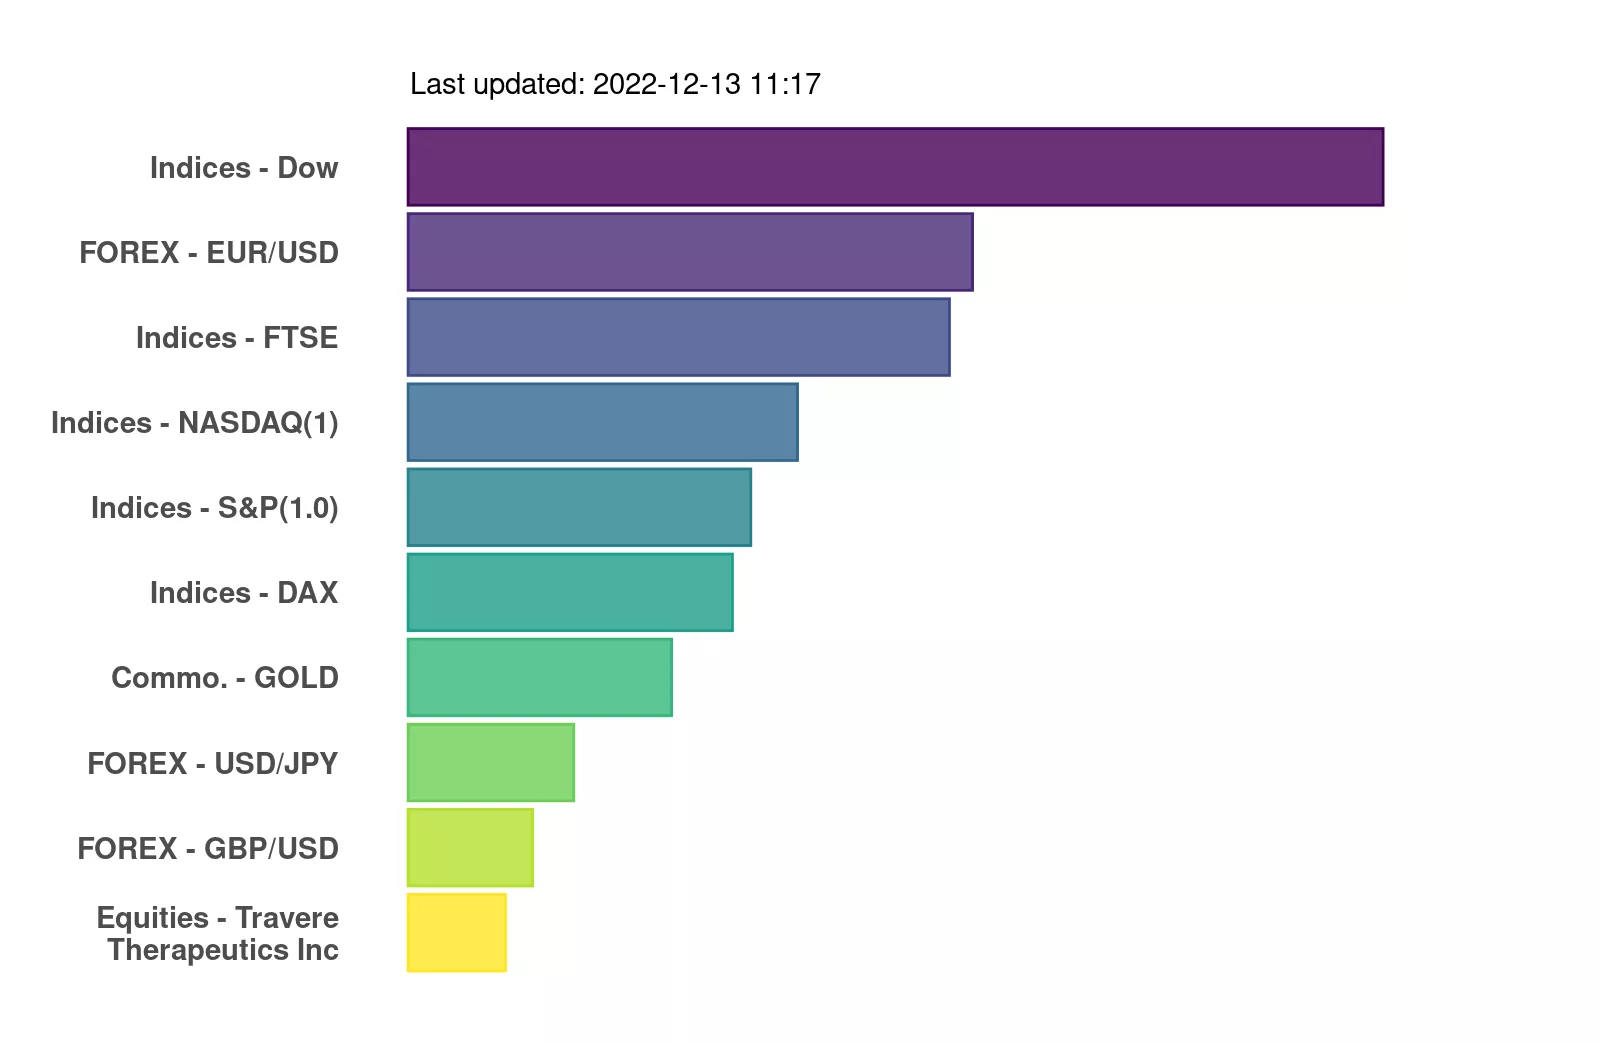 Last updated: 2022-12-13 11:17
Indices - Dow
FOREX - EUR/USD
Indices - FTSE
Indices - NASDAQ(1)
Indices - S&P(1.0)
Indices - DAX
Commo. - GOLD
FOREX - USD/JPY
FOREX - GBP/USD
Equities - Travere
Therapeutics Inc